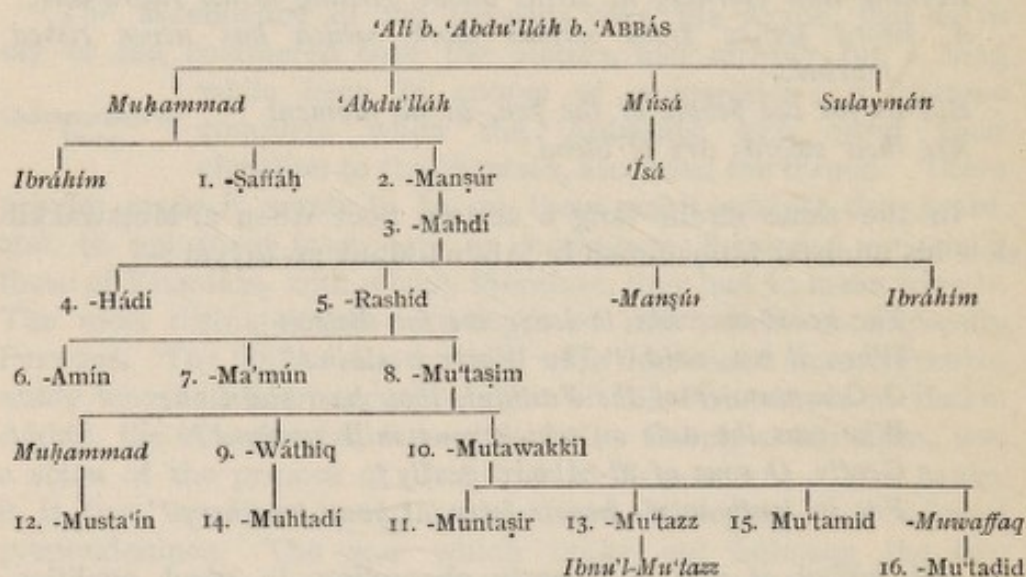 ‘Alí b. ‘Abdu’lláh b. ‘ABBÁS
Muḥammad ‘Abdu’lláh Músá Sulaymán
Ibráhím 1. -Ṣaffáḥ 2. -Manṣúr ‘Ísá
3. -Mahdí
4. -Hádí 5. -Rashíd -Manṣúr Ibráhím
6. -Amín 7. -Ma’mún 8. -Mu‘taṣim
Muḥammad 9. -Wáthiq 10. -Mutawakkil
12. -Musta‘ín 14. -Muhtadí 11. -Muntaṣir 13. -Mu‘tazz 15. Mu‘tamid -Muwaffaq
Ibnu’l-Mu‘tazz 16. -Mu‘tadid